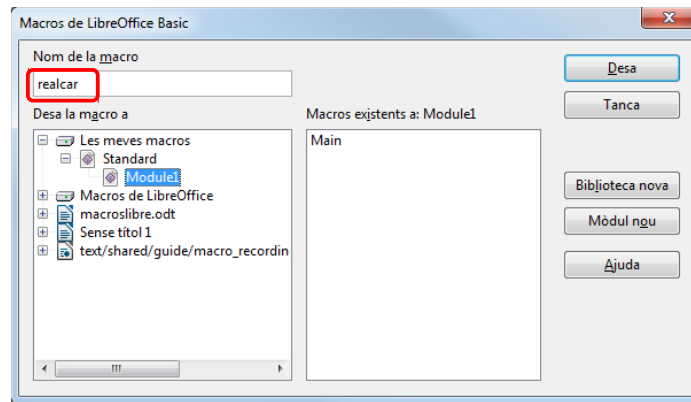 Macros de LibreOffice Basic
Nom de la macro
realcar
Desa la macro a
Les meves macros
Standard
Module1
Macros de LibreOffice
macroslibre.odt
Sense títol 1
text/shared/guide/macro_recordin
Macros existents a: Module1
Main
Desa
Tanca
Biblioteca nova
Mòdul nou
Ajuda